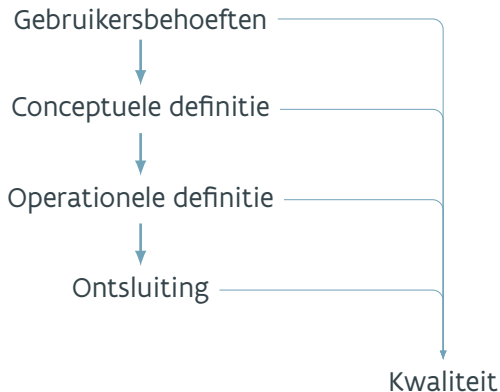 Gebruikersbehoeften
Conceptuele definitie
Operationele definitie
Ontsluiting
Kwaliteit